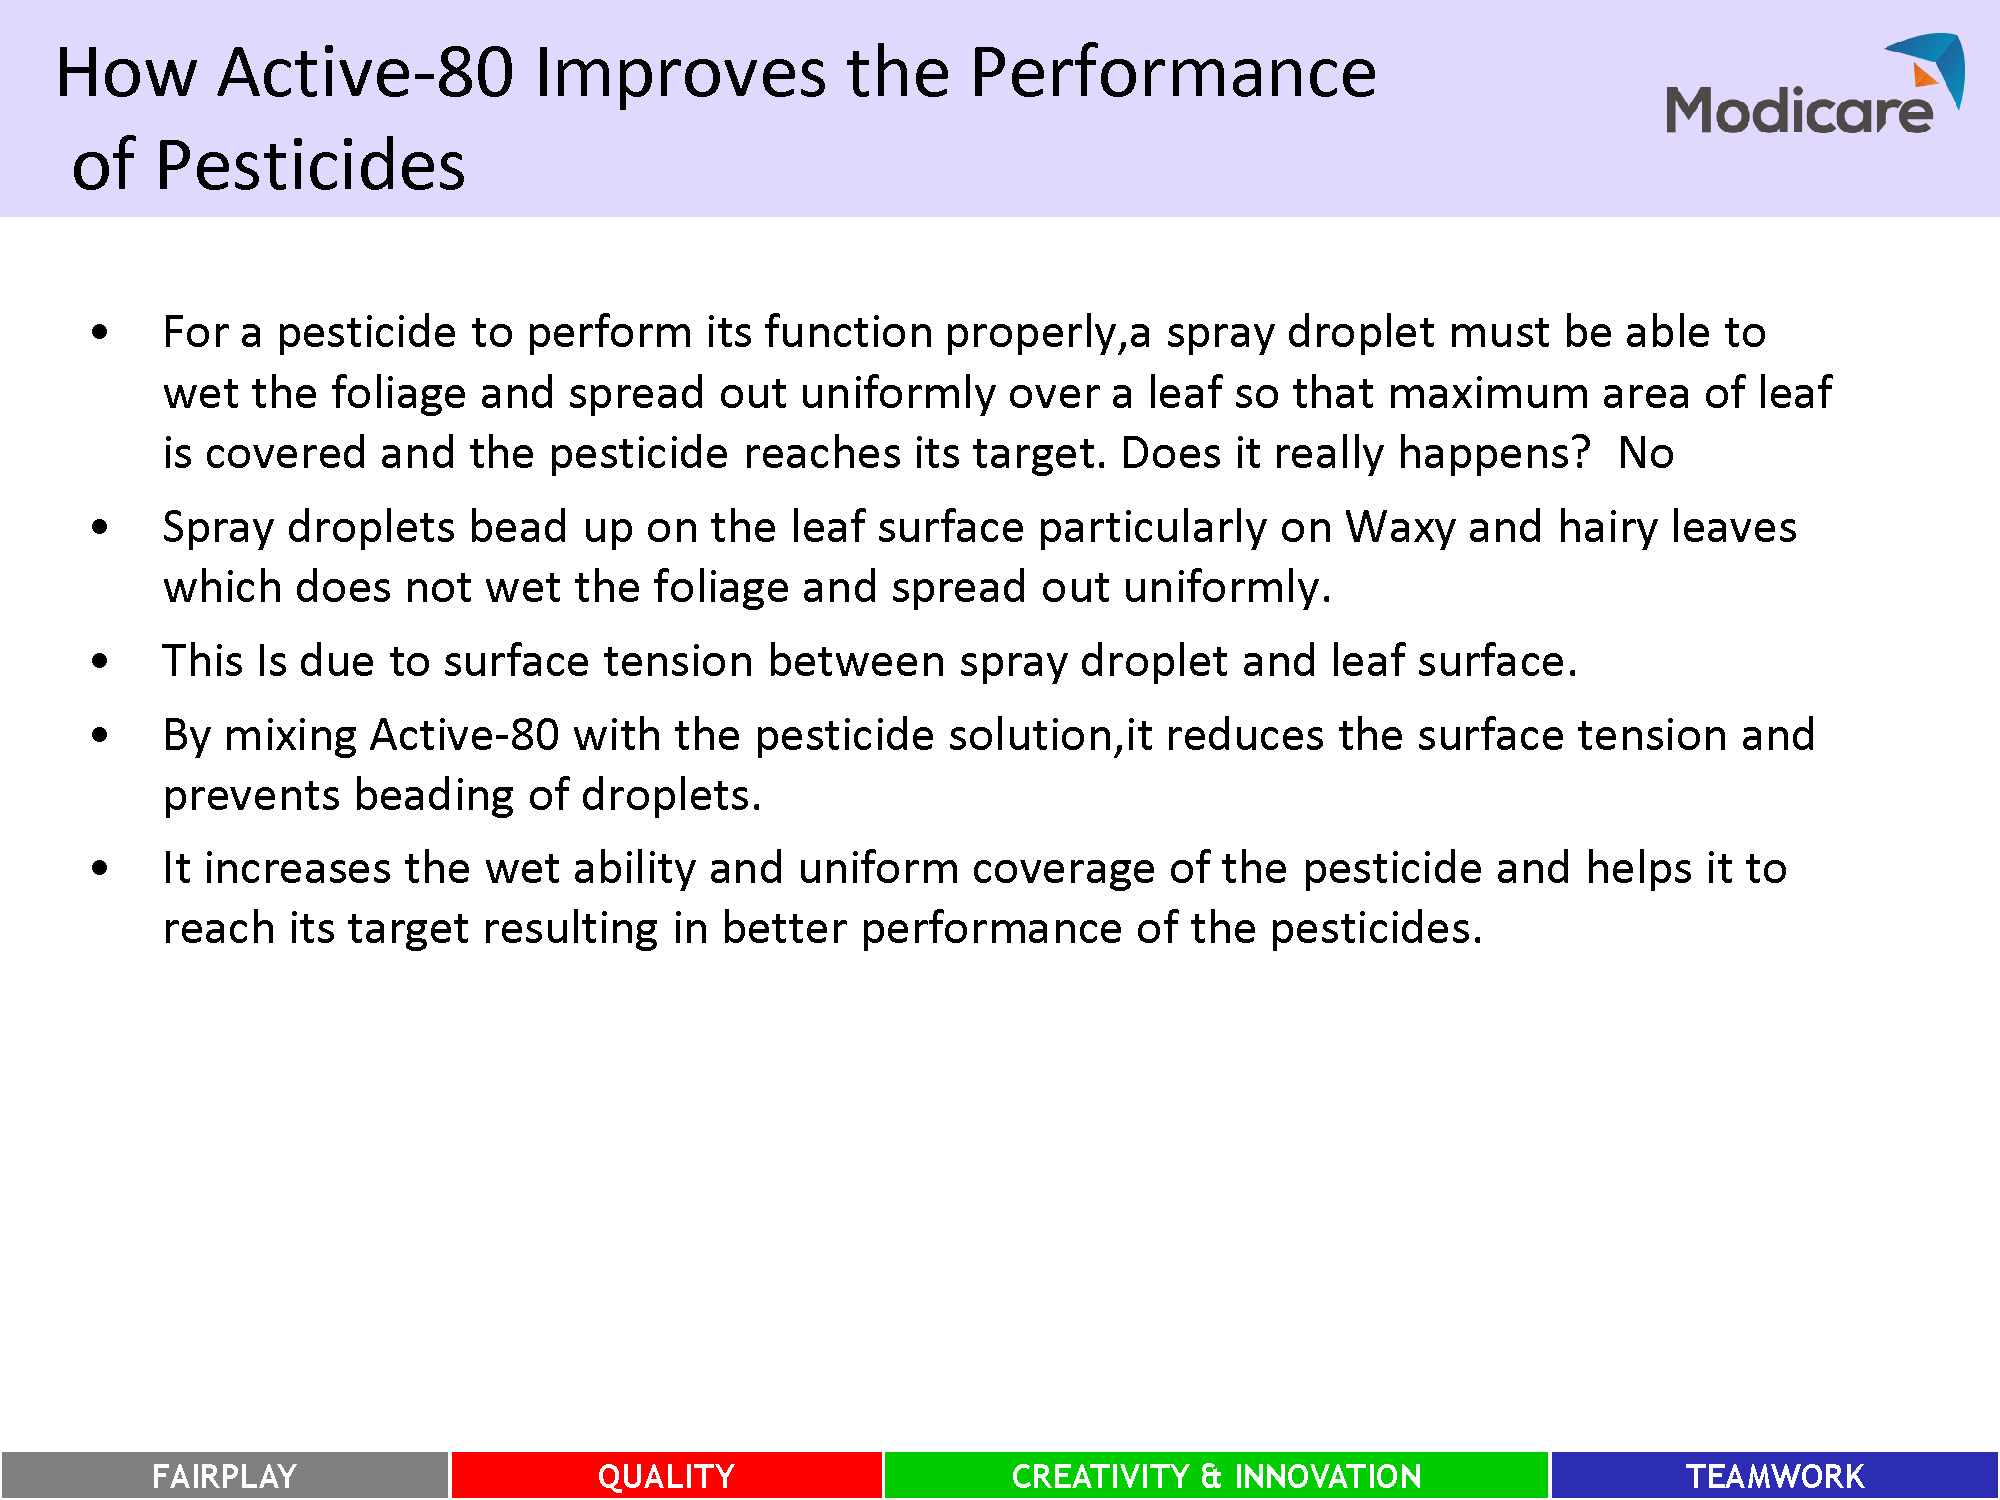 How Active-80 Improves the Performance
of Pesticides
Modicare
• For a pesticide to perform its function properly,a spray droplet must be able to
wet the foliage and spread out uniformly over a leaf so that maximum area of leaf
is covered and the pesticide reaches its target. Does it really happens? No
• Spray droplets bead up on the leaf surface particularly on Waxy and hairy leaves
which does not wet the foliage and spread out uniformly.
• This Is due to surface tension between spray droplet and leaf surface.
• By mixing Active-80 with the pesticide solution,it reduces the surface tension and
prevents beading of droplets.
• It increases the wet ability and uniform coverage of the pesticide and helps it to
reach its target resulting in better performance of the pesticides.
FAIRPLAY QUALITY CREATIVITY & INNOVATION TEAMWORK